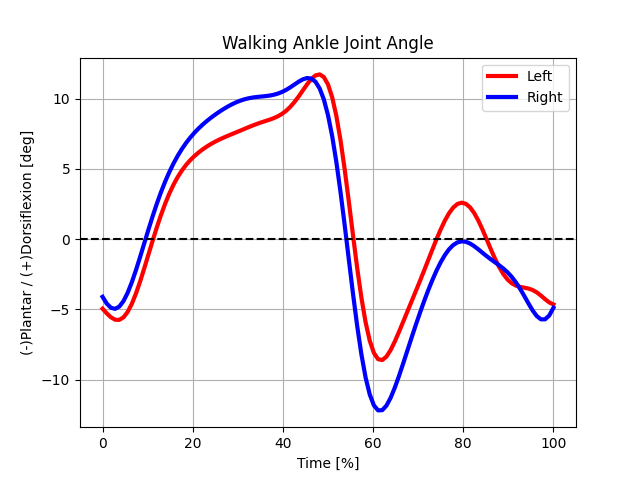 Walking Ankle Joint Angle
Left
Right
(-)Plantar / (+)Dorsiflexion [deg]
10
5
0
−5
−10
0
20
40
60
80
100
Time [%]